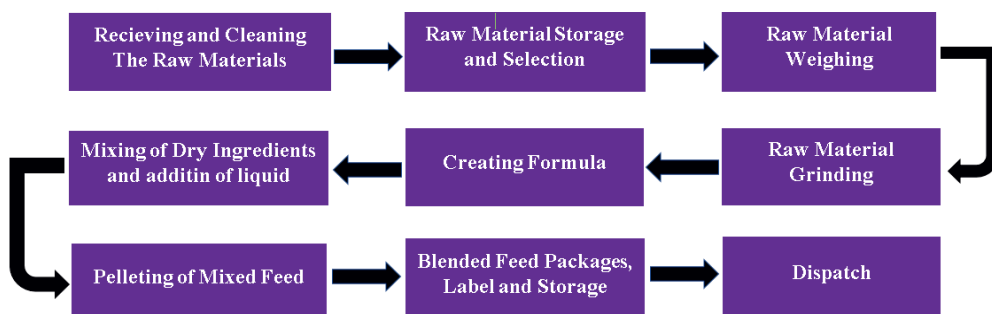 Recieving and Cleaning
The Raw Materials
Raw Material Storage
and Selection
Raw Material
Weighing
Raw Material
Grinding
Creating Formula
Mixing of Dry Ingredients
and additin of liquid
Pelleting of Mixed Feed
Blended Feed Packages,
Label and Storage
Dispatch